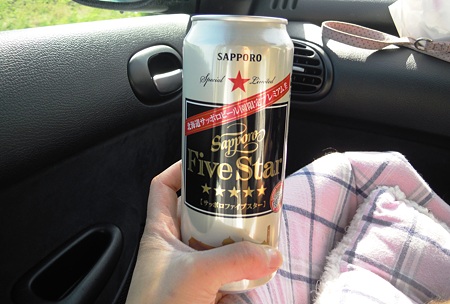 SAPPORO
Special Limited
北海道サッポロビール園限定プレミアム
Sapporo
Five Star
【サッポロファイブスター】